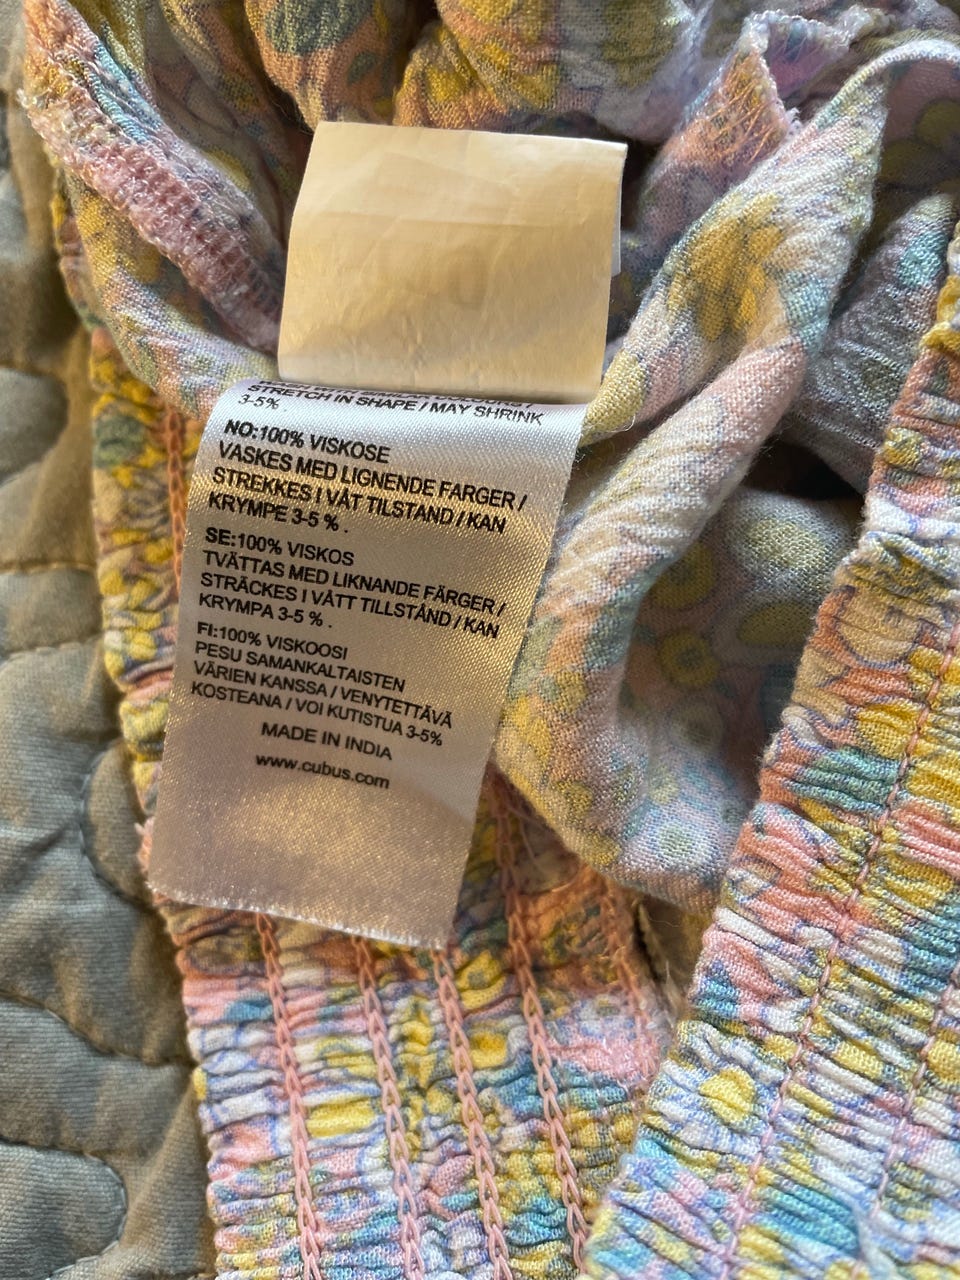 STRETCH IN SHAPE / MAY SHRINK
3-5% .
NO:100% VISKOSE
VASKES MED LIGNENDE FARGER /
STREKKES I VÅT TILSTAND / KAN
KRYMPE 3-5 % .
SE:100% VISKOS
TVÄTTAS MED LIKNANDE FÄRGER /
STRÄCKES I VÅTT TILLSTÅND / KAN
KRYMPA 3-5 % .
FI:100% VISKOOSI
PESU SAMANKALTAISTEN
VÄRIEN KANSSA / VENYTETTÄVÄ
KOSTEANA / VOI KUTISTUA 3-5%
MADE IN INDIA
www.cubus.com